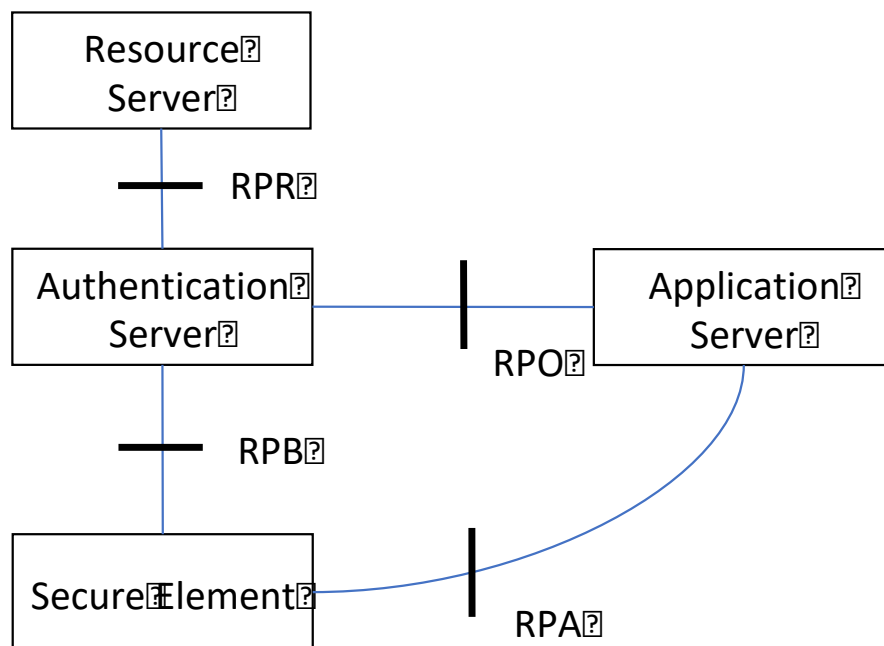 Resource⍰
Server⍰
RPR⍰
Authentication⍰
Server⍰
Application⍰
Server⍰
RPO⍰
RPB⍰
Secure⍰Element⍰
RPA⍰